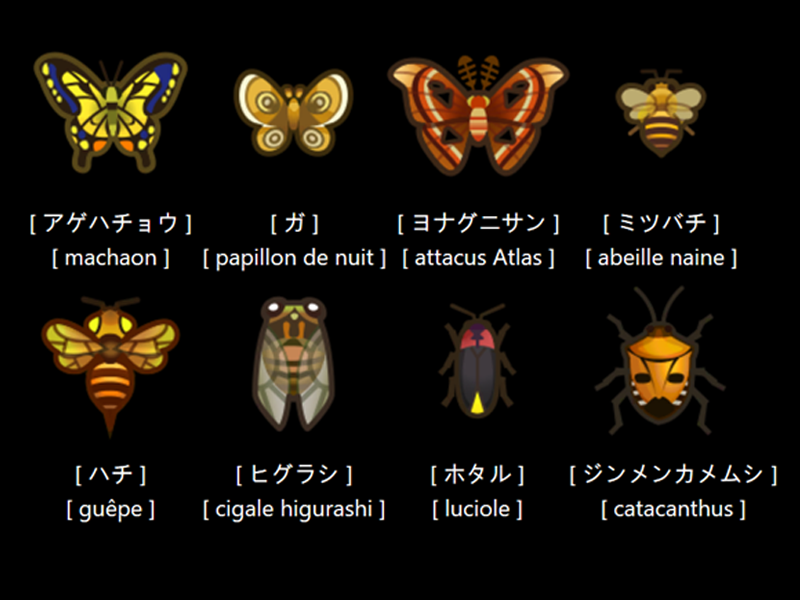 [ アゲハチョウ ] [ ガ ] [ ヨナグニサン ] [ ミツバチ ]
[ machaon ] [ papillon de nuit ] [ attacus Atlas ] [ abeille naine ]
[ ハチ ] [ ヒグラシ ] [ ホタル ] [ ジンメンカメムシ ]
[ guêpe ] [ cigale higurashi ] [ luciole ] [ catacanthus ]